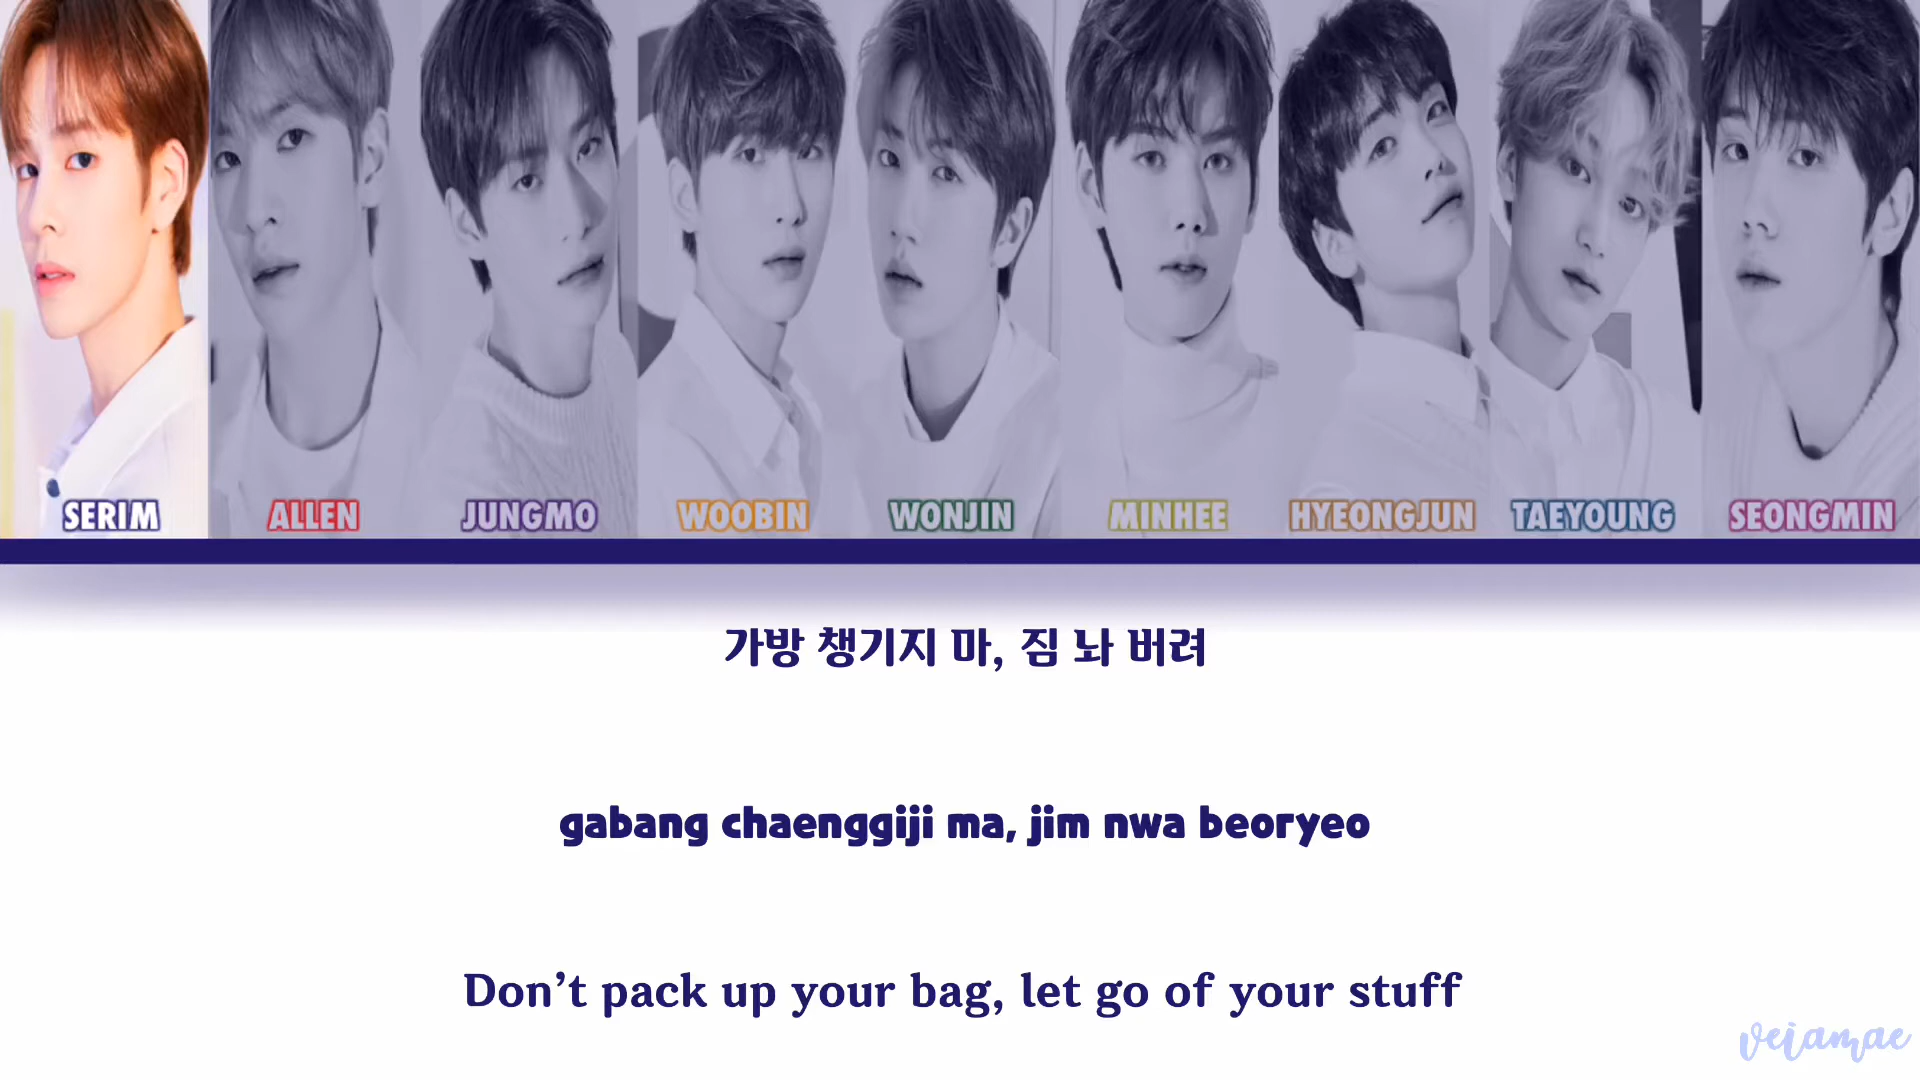 SERIM ALLEN JUNGMO WOOBIN WONJIN MINHEE HYEONGJUN TAEYOUNG SEONGMIN
가방 챙기지 마, 짐 놔 버려
gabang chaenggiji ma, jim nwa beoryeo
Don’t pack up your bag, let go of your stuff
veiamae